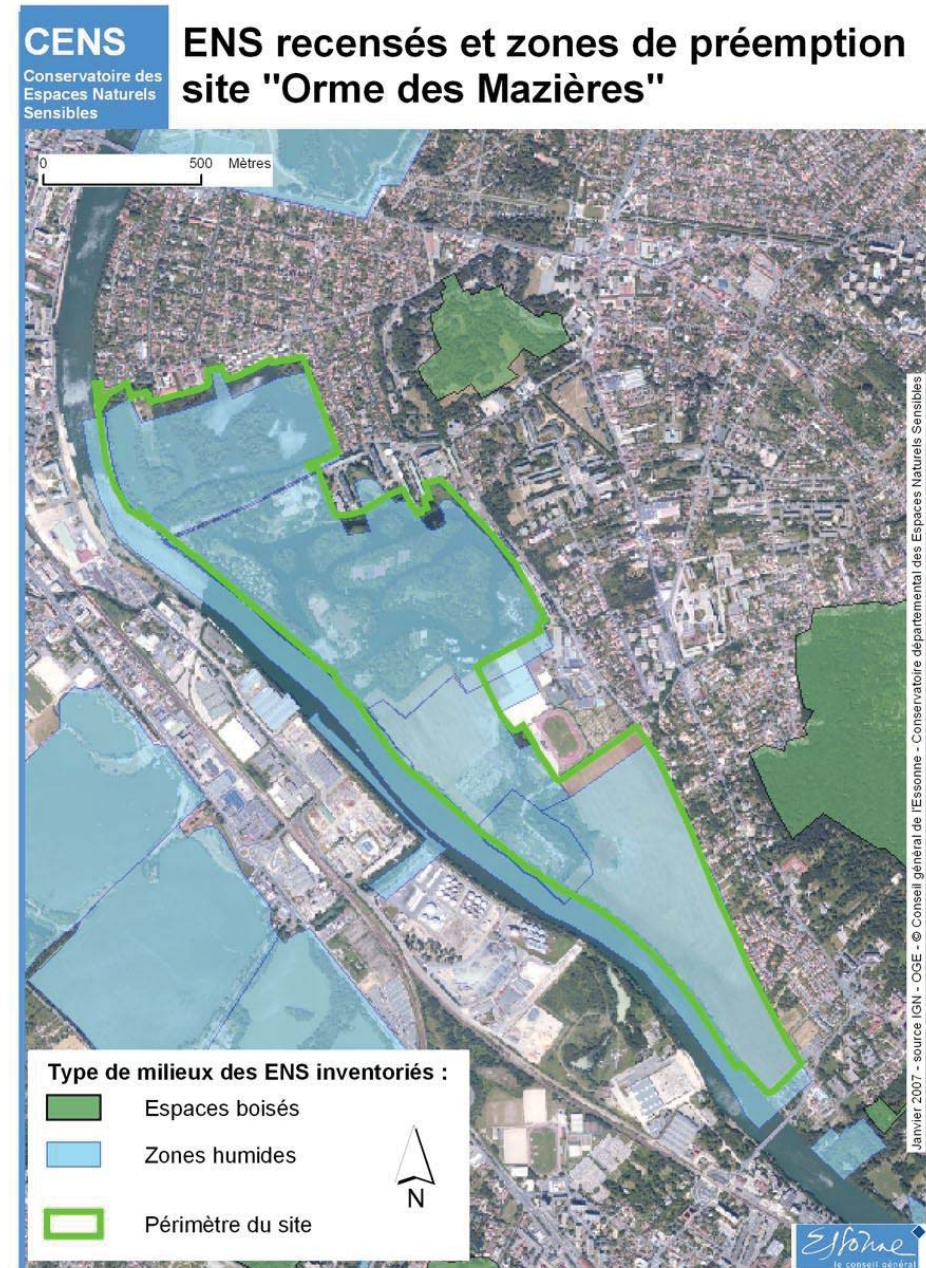 CENS
Conservatoire des
Espaces Naturels
Sensibles
ENS recensés et zones de préemption
site "Orme des Mazières"
0 500 Mètres
Janvier 2007 - source IGN - OGE - © Conseil général de l'Essonne - Conservatoire départemental des Espaces Naturels Sensibles
Type de milieux des ENS inventoriés :
Espaces boisés
Zones humides
N
Périmètre du site
Essonne
le conseil général